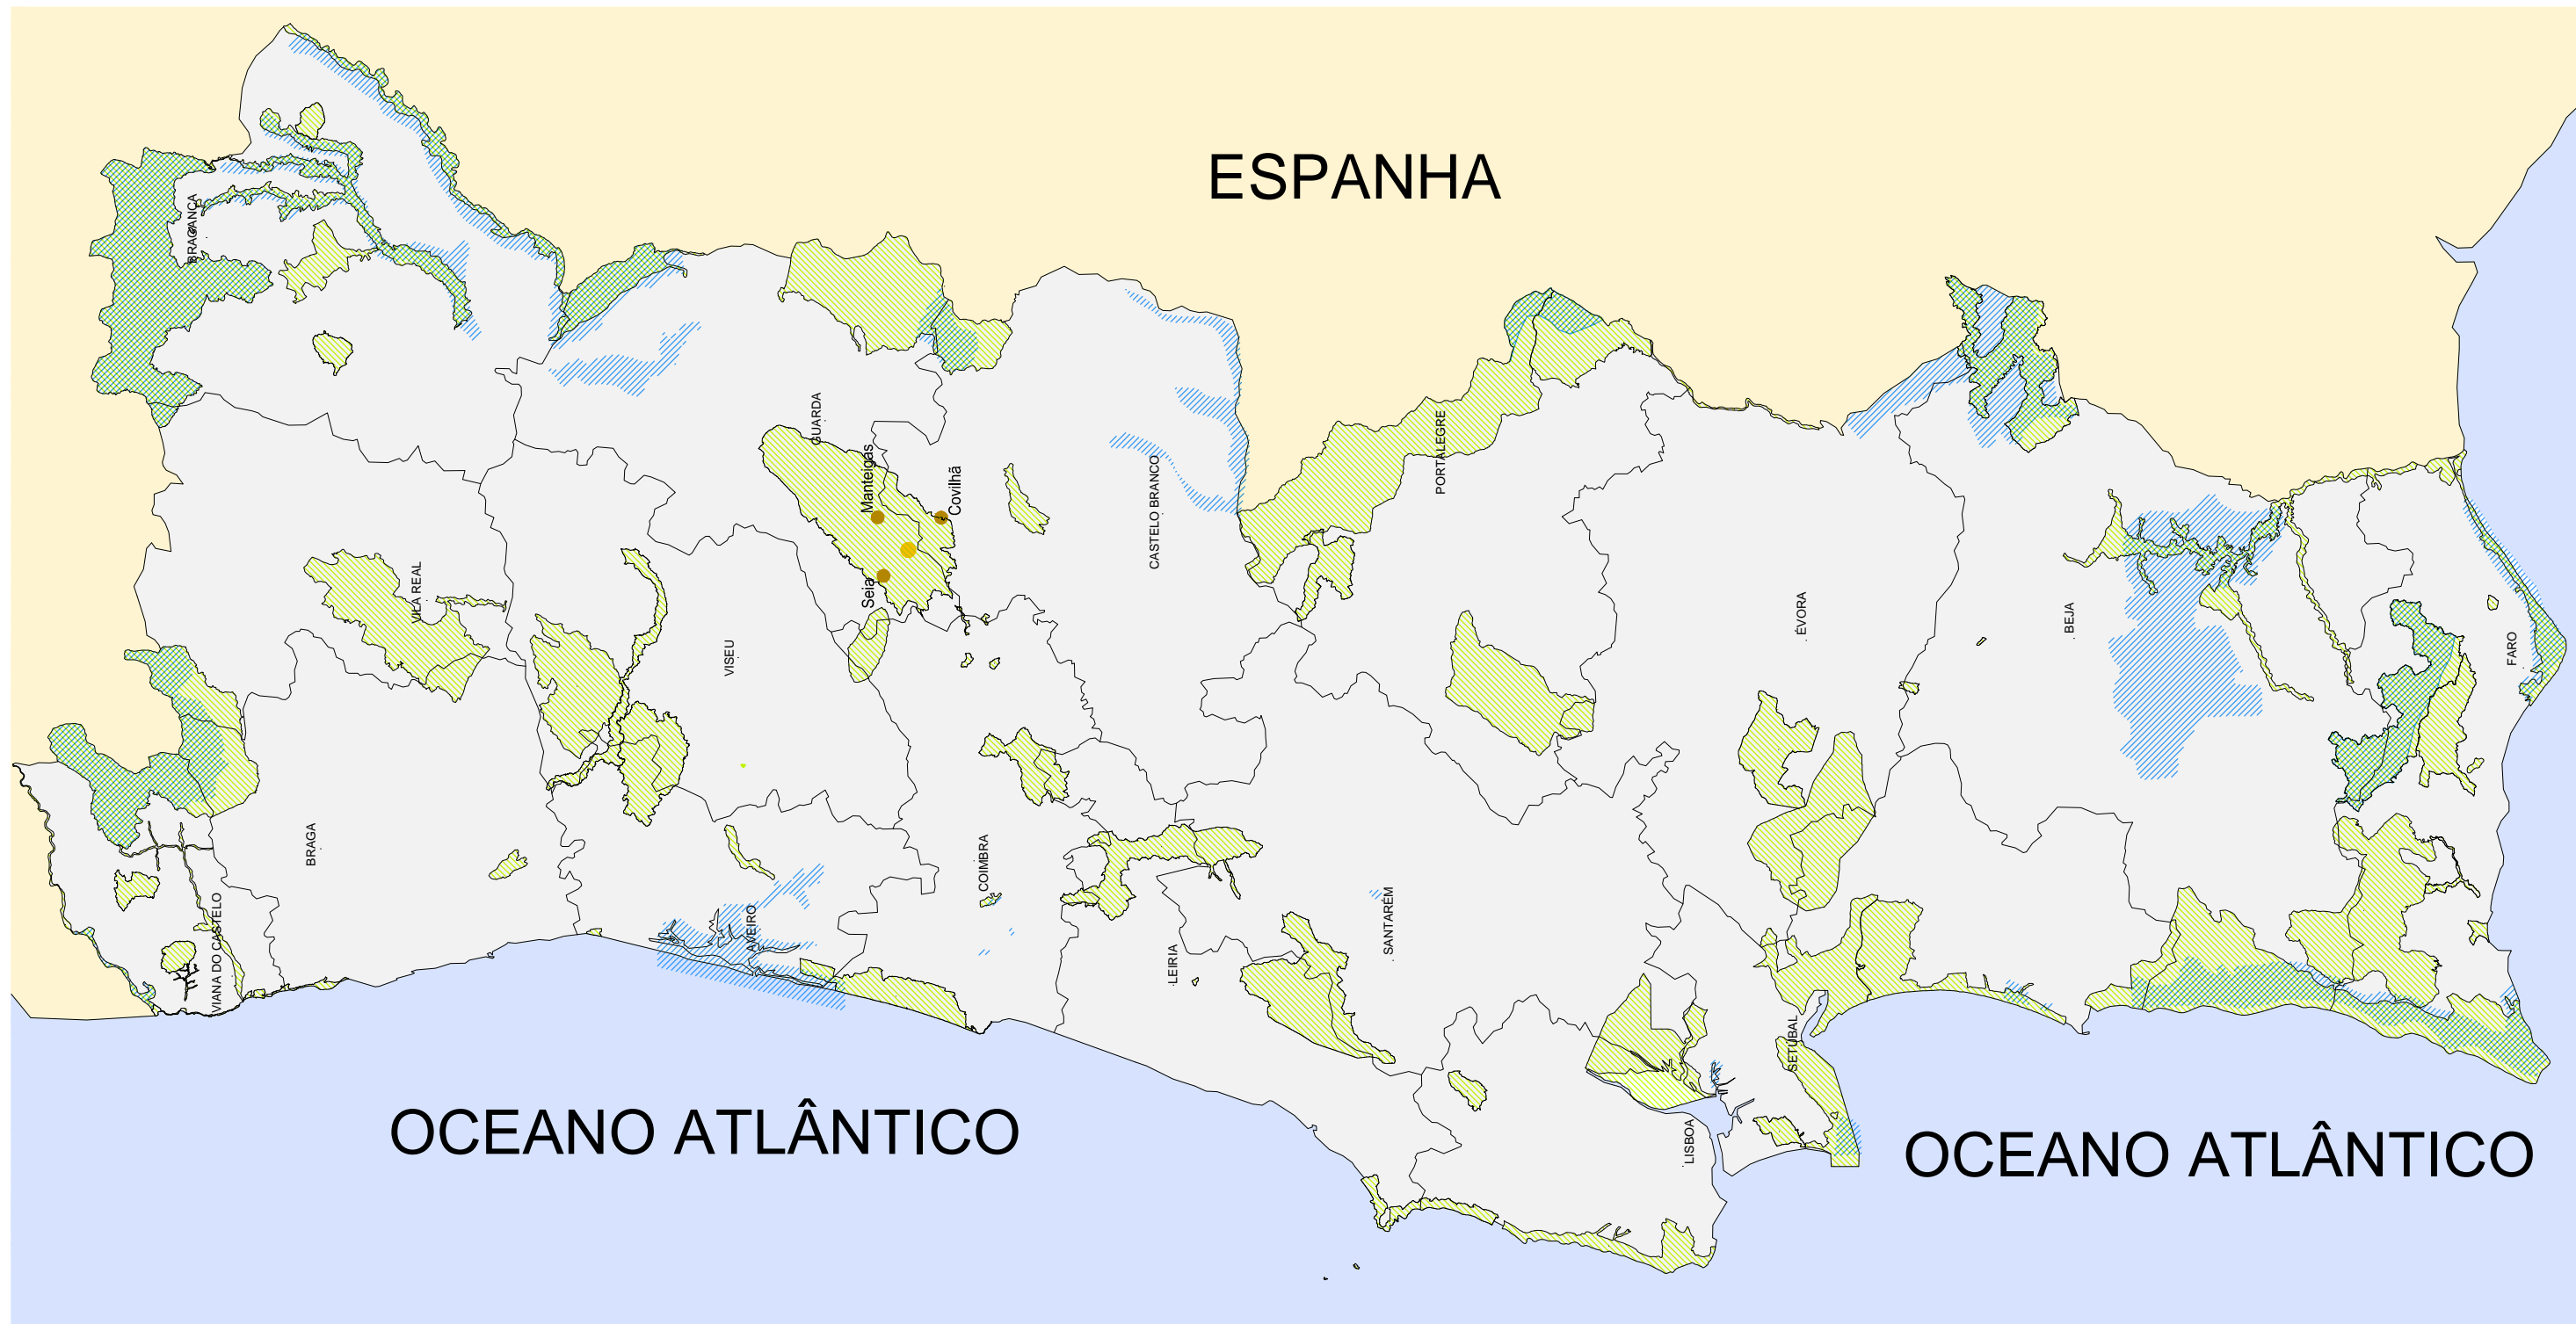 ESPANHA
BRAGANÇA
GUARDA
Manteigas
Covilhã
Seia
CASTELO BRANCO
PORTALEGRE
VILA REAL
VISEU
ÉVORA
BEJA
FARO
BRAGA
COIMBRA
VIANA DO CASTELO
AVEIRO
LEIRIA
SANTARÉM
SETÚBAL
LISBOA
OCEANO ATLÂNTICO
OCEANO ATLÂNTICO